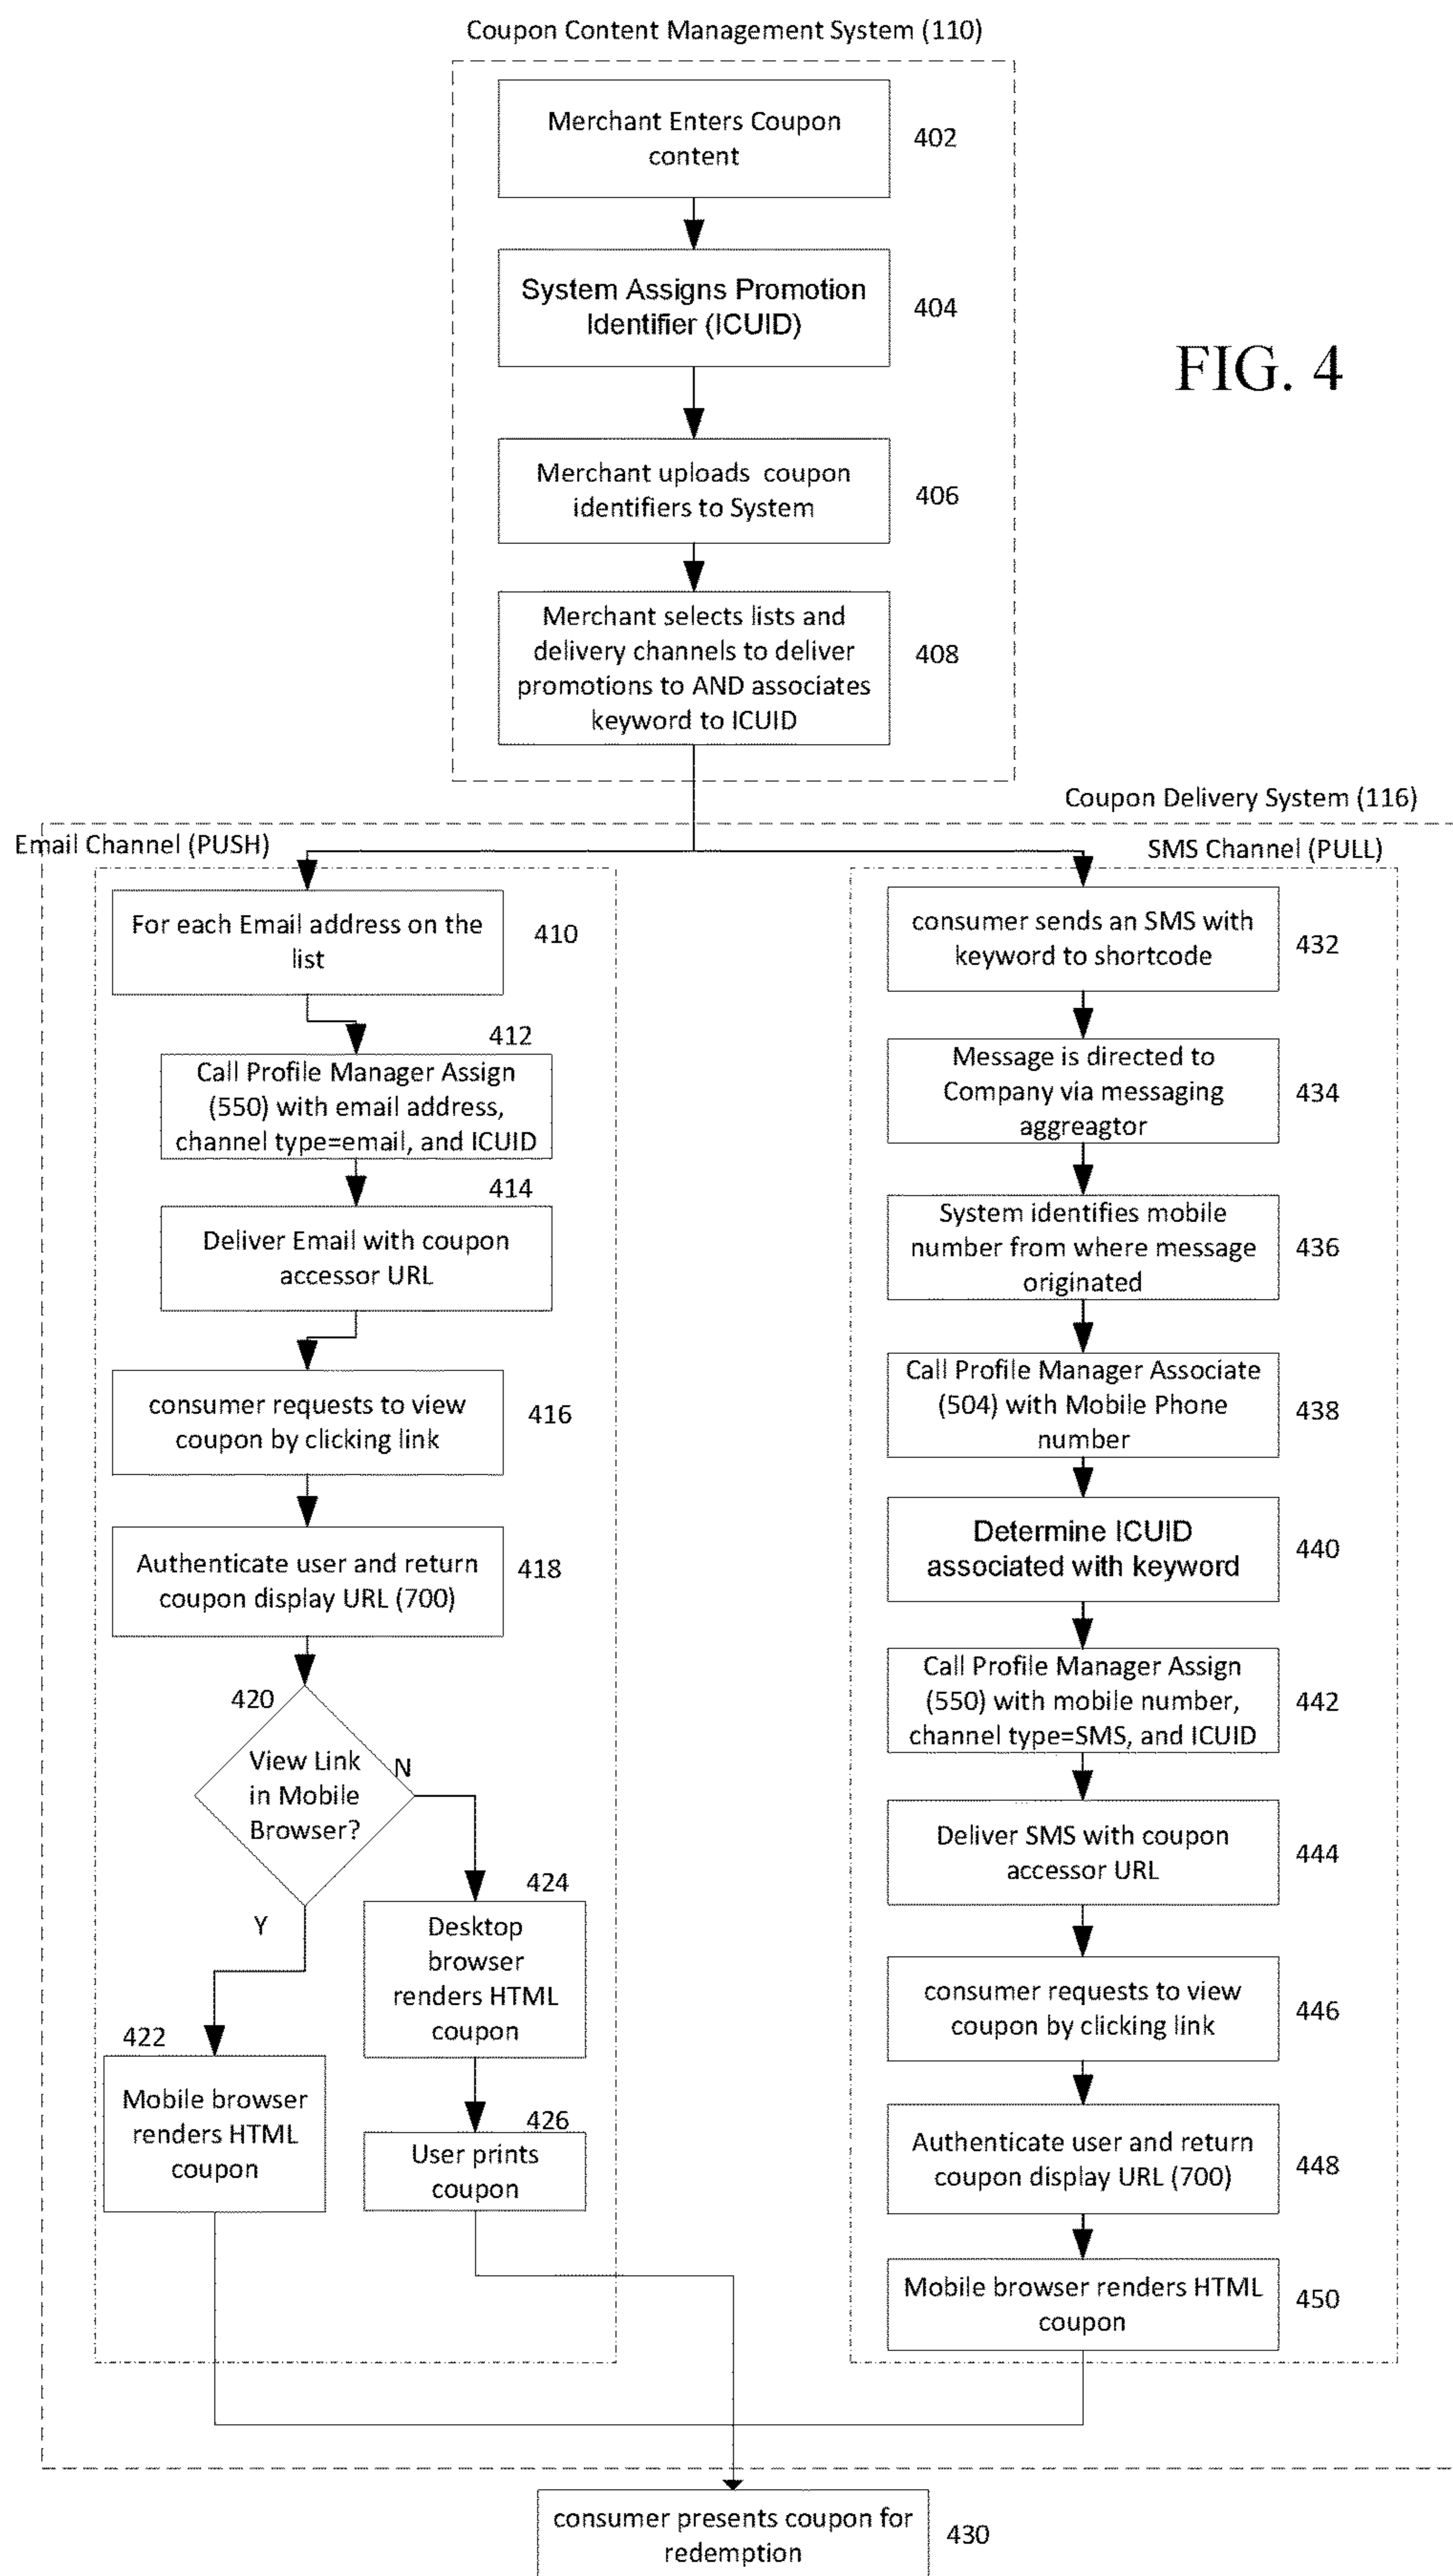 Coupon Content Management System (110)
Merchant Enters Coupon
content
402
System Assigns Promotion
Identifier (ICUID)
404
FIG. 4
Merchant uploads coupon
identifiers to System
406
Merchant selects lists and
delivery channels to deliver
promotions to AND associates
keyword to ICUID
408
Coupon Delivery System (116)
Email Channel (PUSH)
For each Email address on the
list
410
412
Call Profile Manager Assign
(550) with email address,
channel type=email, and ICUID
414
Deliver Email with coupon
accessor URL
consumer requests to view
coupon by clicking link
416
Authenticate user and return
coupon display URL (700)
418
420
View Link
in Mobile
Browser?
N
Y
424
Desktop
browser
renders HTML
coupon
422
Mobile browser
renders HTML
coupon
426
User prints
coupon
SMS Channel (PULL)
consumer sends an SMS with
keyword to shortcode
432
Message is directed to
Company via messaging
aggreagtor
434
System identifies mobile
number from where message
originated
436
Call Profile Manager Associate
(504) with Mobile Phone
number
438
Determine ICUID
associated with keyword
440
Call Profile Manager Assign
(550) with mobile number,
channel type=SMS, and ICUID
442
Deliver SMS with coupon
accessor URL
444
consumer requests to view
coupon by clicking link
446
Authenticate user and return
coupon display URL (700)
448
Mobile browser renders HTML
coupon
450
consumer presents coupon for
redemption
430